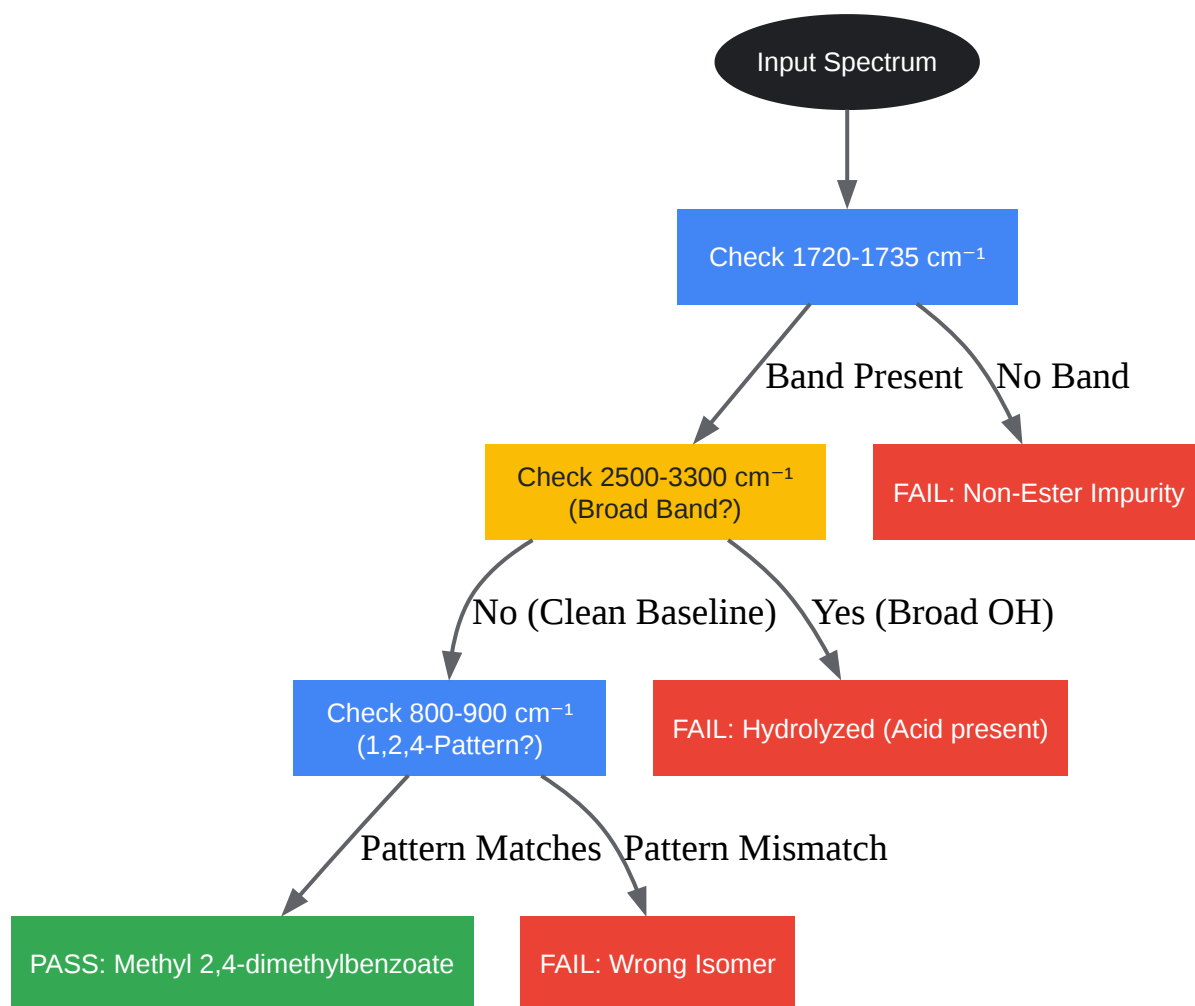 Input Spectrum
Check 1720-1735 cm⁻¹
Band Present
No Band
Check 2500-3300 cm⁻¹
(Broad Band?)
FAIL: Non-Ester Impurity
No (Clean Baseline)
Yes (Broad OH)
Check 800-900 cm⁻¹
(1,2,4-Pattern?)
FAIL: Hydrolyzed (Acid present)
Pattern Matches
Pattern Mismatch
PASS: Methyl 2,4-dimethylbenzoate
FAIL: Wrong Isomer